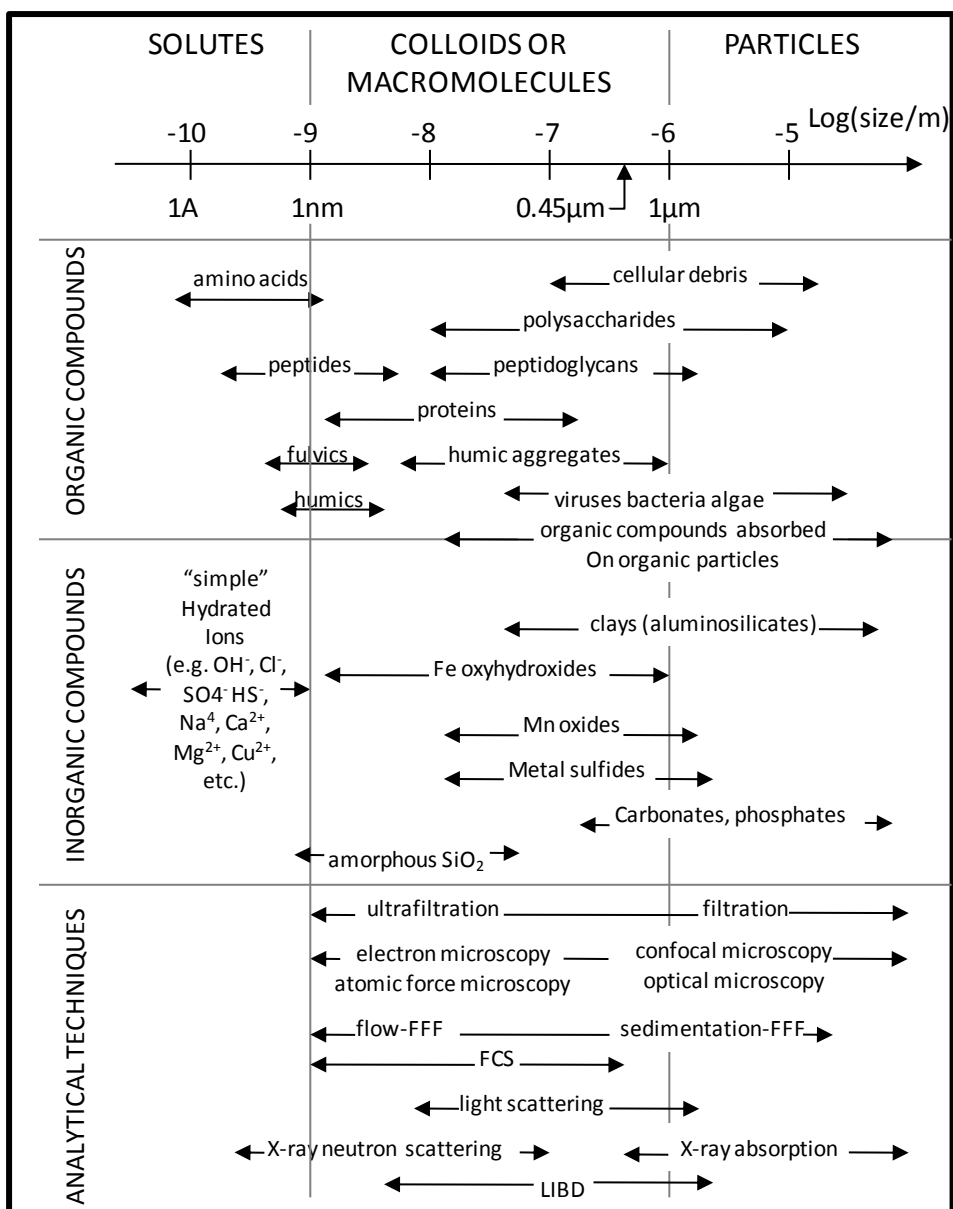 SOLUTES
COLLOIDS OR
MACROMOLECULES
PARTICLES
-10 -9 -8 -7 -6 -5 Log(size/m)
1A 1nm 0.45µm 1µm
ORGANIC COMPOUNDS
amino acids
cellular debris
polysaccharides
peptides
peptidoglycans
proteins
fulvics
humic aggregates
humics
viruses bacteria algae
organic compounds absorbed
On organic particles
INORGANIC COMPOUNDS
“simple”
Hydrated
Ions
(e.g. OH⁻, Cl⁻,
SO4⁻ HS⁻,
Na⁴, Ca²⁺,
Mg²⁺, Cu²⁺,
etc.)
clays (aluminosilicates)
Fe oxyhydroxides
Mn oxides
Metal sulfides
Carbonates, phosphates
amorphous SiO₂
ANALYTICAL TECHNIQUES
ultrafiltration
filtration
electron microscopy
atomic force microscopy
confocal microscopy
optical microscopy
flow-FFF
sedimentation-FFF
FCS
light scattering
X-ray neutron scattering
X-ray absorption
LIBD